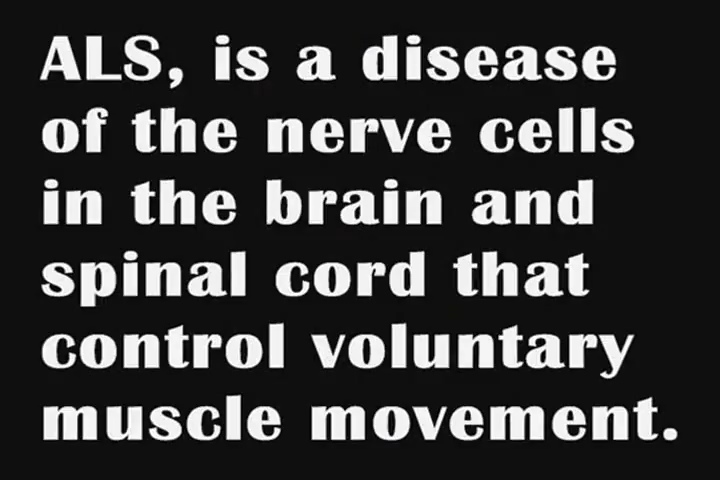 ALS, is a disease
of the nerve cells
in the brain and
spinal cord that
control voluntary
muscle movement.